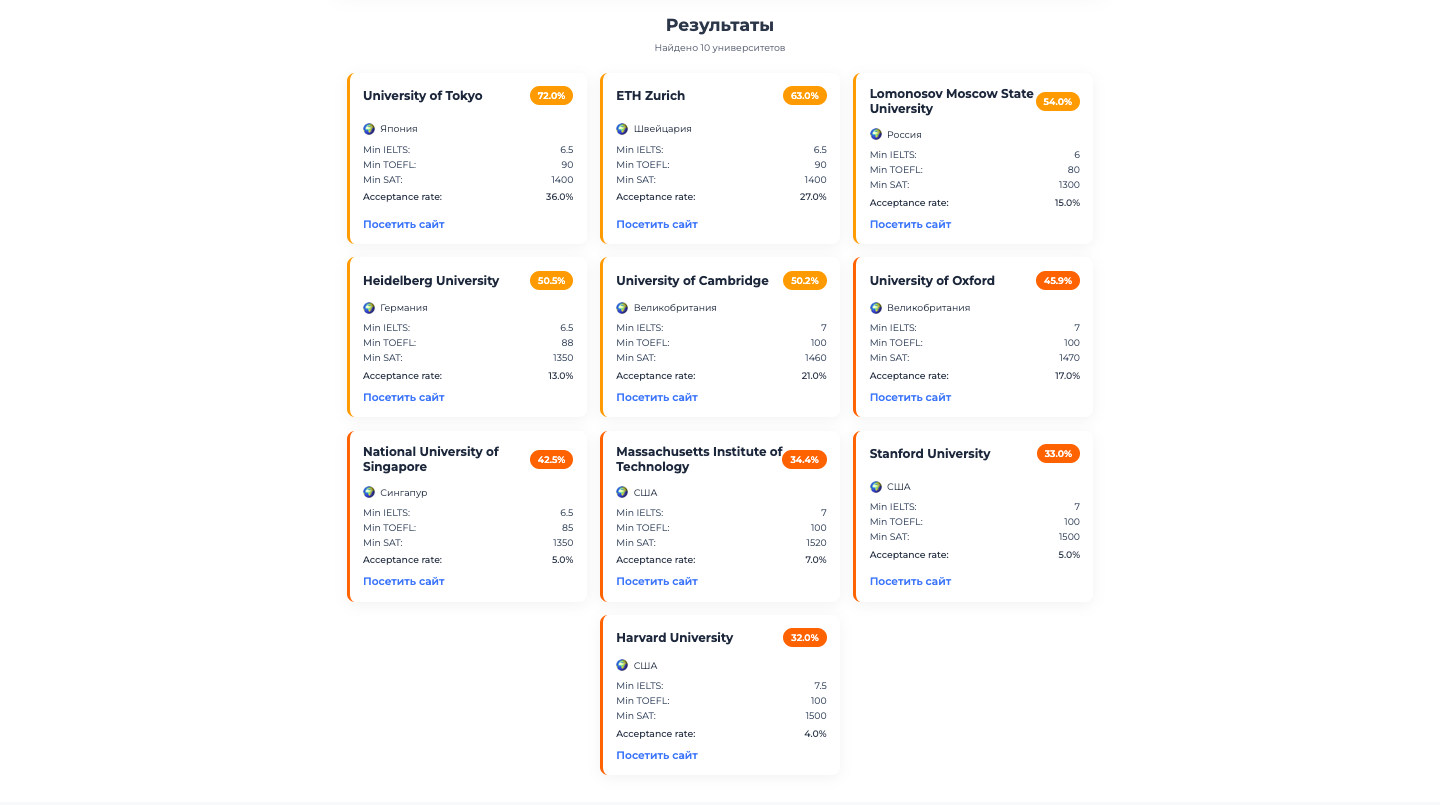 Результаты
Найдено 10 университетов
University of Tokyo
72.0%
Япония
Min IELTS: 6.5
Min TOEFL: 90
Min SAT: 1400
Acceptance rate: 36.0%
Посетить сайт
ETH Zurich
63.0%
Швейцария
Min IELTS: 6.5
Min TOEFL: 90
Min SAT: 1400
Acceptance rate: 27.0%
Посетить сайт
Lomonosov Moscow State
University
54.0%
Россия
Min IELTS: 6
Min TOEFL: 80
Min SAT: 1300
Acceptance rate: 15.0%
Посетить сайт
Heidelberg University
50.5%
Германия
Min IELTS: 6.5
Min TOEFL: 88
Min SAT: 1350
Acceptance rate: 13.0%
Посетить сайт
University of Cambridge
50.2%
Великобритания
Min IELTS: 7
Min TOEFL: 100
Min SAT: 1460
Acceptance rate: 21.0%
Посетить сайт
University of Oxford
45.9%
Великобритания
Min IELTS: 7
Min TOEFL: 100
Min SAT: 1470
Acceptance rate: 17.0%
Посетить сайт
National University of
Singapore
42.5%
Сингапур
Min IELTS: 6.5
Min TOEFL: 85
Min SAT: 1350
Acceptance rate: 5.0%
Посетить сайт
Massachusetts Institute of
Technology
34.4%
США
Min IELTS: 7
Min TOEFL: 100
Min SAT: 1520
Acceptance rate: 7.0%
Посетить сайт
Stanford University
33.0%
США
Min IELTS: 7
Min TOEFL: 100
Min SAT: 1500
Acceptance rate: 5.0%
Посетить сайт
Harvard University
32.0%
США
Min IELTS: 7.5
Min TOEFL: 100
Min SAT: 1500
Acceptance rate: 4.0%
Посетить сайт